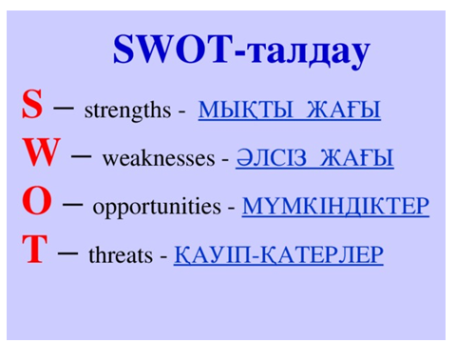 SWOT-талдау
S – strengths - МЫҚТЫ ЖАҒЫ
W – weaknesses - ӘЛСІЗ ЖАҒЫ
O – opportunities - МҮМКІНДІКТЕР
T – threats - ҚАУІП-ҚАТЕРЛЕР